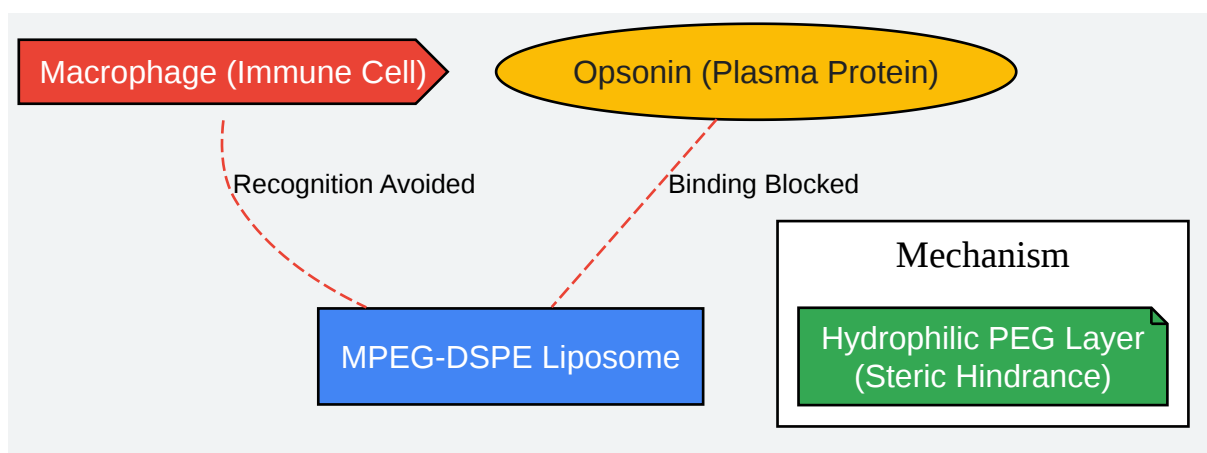 Macrophage (Immune Cell)
Opsonin (Plasma Protein)
Recognition Avoided
Binding Blocked
Mechanism
Hydrophilic PEG Layer
(Steric Hindrance)
MPEG-DSPE Liposome